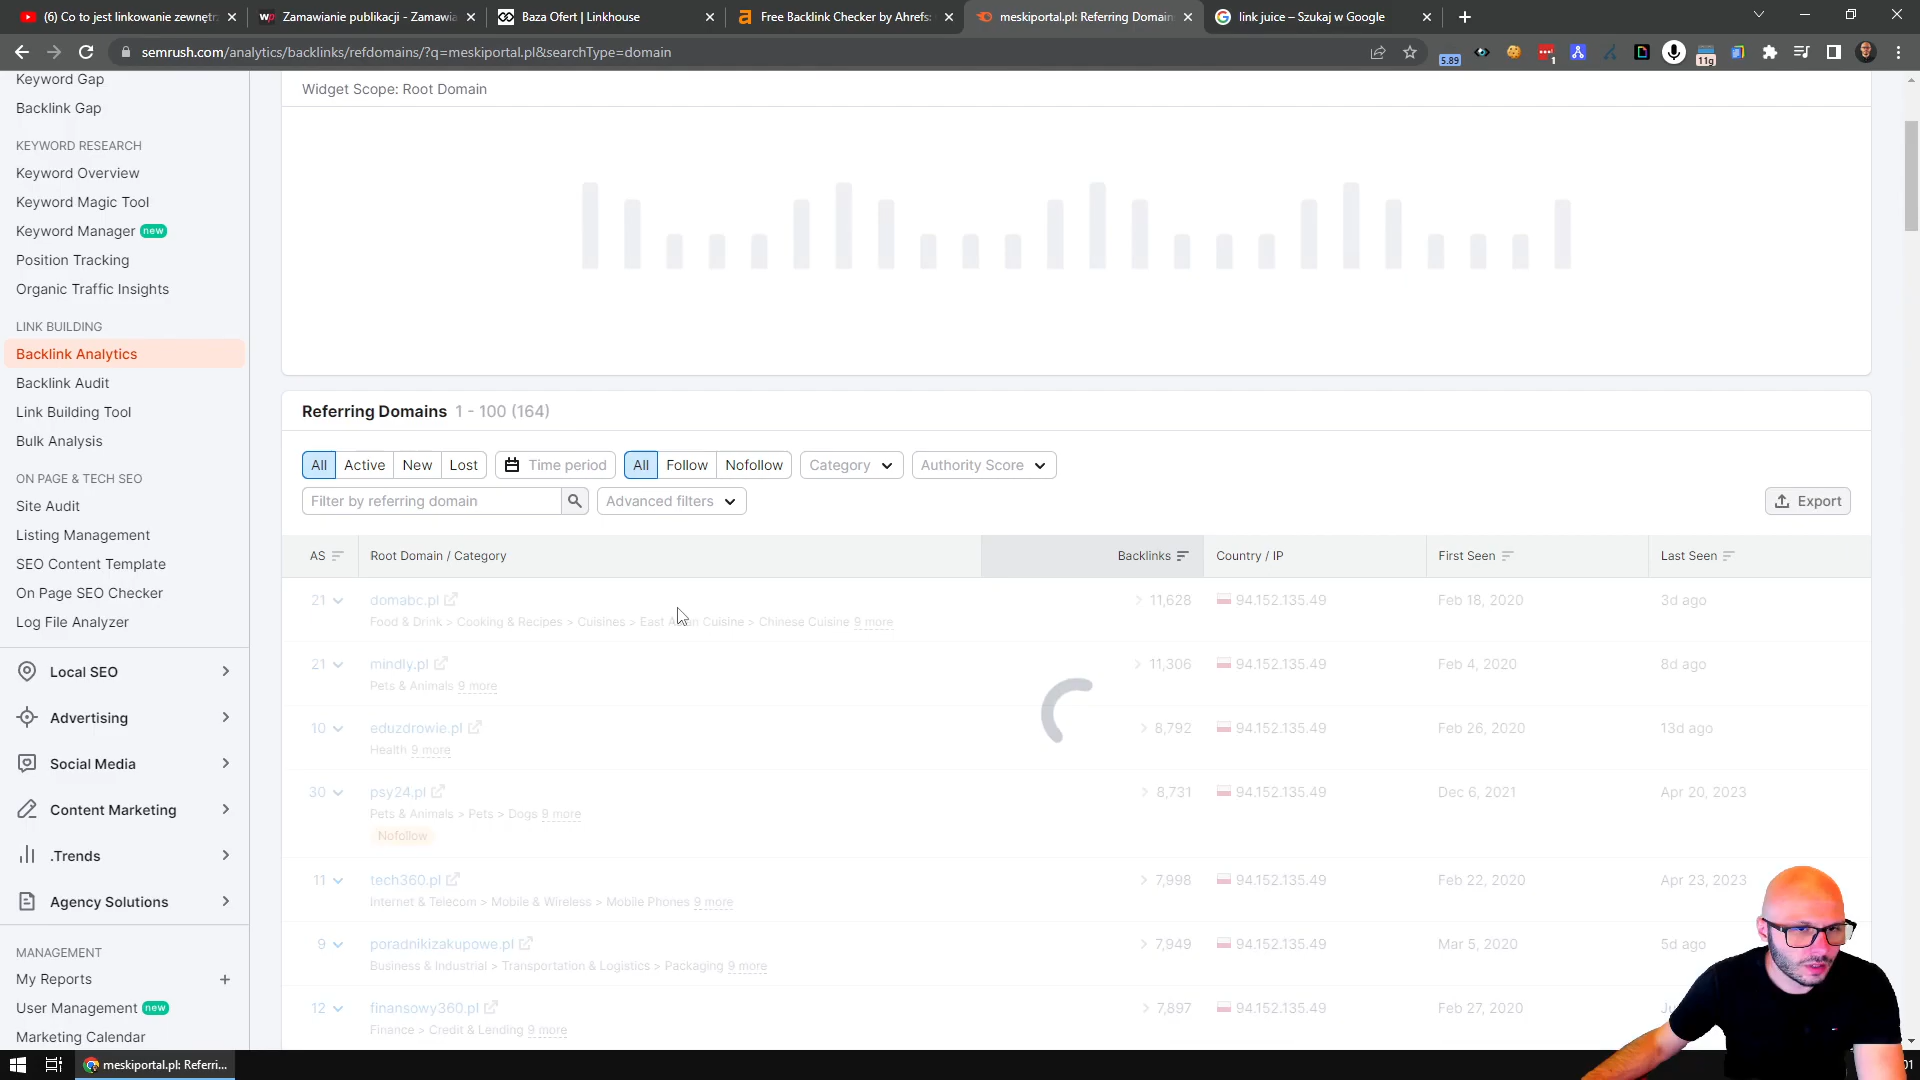 (6) Co to jest linkowanie zewnętrz
Zamawianie publikacji - Zamawia
Baza Ofert | Linkhouse
Free Backlink Checker by Ahrefs:
meskiportal.pl: Referring Domain
link juice – Szukaj w Google
semrush.com/analytics/backlinks/refdomains/?q=meskiportal.pl&searchType=domain
5.89
1
11g
Keyword Gap
Backlink Gap
KEYWORD RESEARCH
Keyword Overview
Keyword Magic Tool
Keyword Manager new
Position Tracking
Organic Traffic Insights
LINK BUILDING
Backlink Analytics
Backlink Audit
Link Building Tool
Bulk Analysis
ON PAGE & TECH SEO
Site Audit
Listing Management
SEO Content Template
On Page SEO Checker
Log File Analyzer
Local SEO
Advertising
Social Media
Content Marketing
.Trends
Agency Solutions
MANAGEMENT
My Reports +
User Management new
Marketing Calendar
Widget Scope: Root Domain
Referring Domains 1 - 100 (164)
All Active New Lost Time period All Follow Nofollow Category Authority Score
Filter by referring domain Advanced filters Export
AS Root Domain / Category Backlinks Country / IP First Seen Last Seen
21 domabc.pl 11,628 94.152.135.49 Feb 18, 2020 3d ago
Food & Drink > Cooking & Recipes > Cuisines > East Asian Cuisine > Chinese Cuisine 9 more
21 mindly.pl 11,306 94.152.135.49 Feb 4, 2020 8d ago
Pets & Animals 9 more
10 eduzdrowie.pl 8,792 94.152.135.49 Feb 26, 2020 13d ago
Health 9 more
30 psy24.pl 8,731 94.152.135.49 Dec 6, 2021 Apr 20, 2023
Pets & Animals > Pets > Dogs 9 more
Nofollow
11 tech360.pl 7,998 94.152.135.49 Feb 22, 2020 Apr 23, 2023
Internet & Telecom > Mobile & Wireless > Mobile Phones 9 more
9 poradnikizakupowe.pl 7,949 94.152.135.49 Mar 5, 2020 5d ago
Business & Industrial > Transportation & Logistics > Packaging 9 more
12 finansowy360.pl 7,897 94.152.135.49 Feb 27, 2020
Finance > Credit & Lending 9 more
meskiportal.pl: Referri...
01